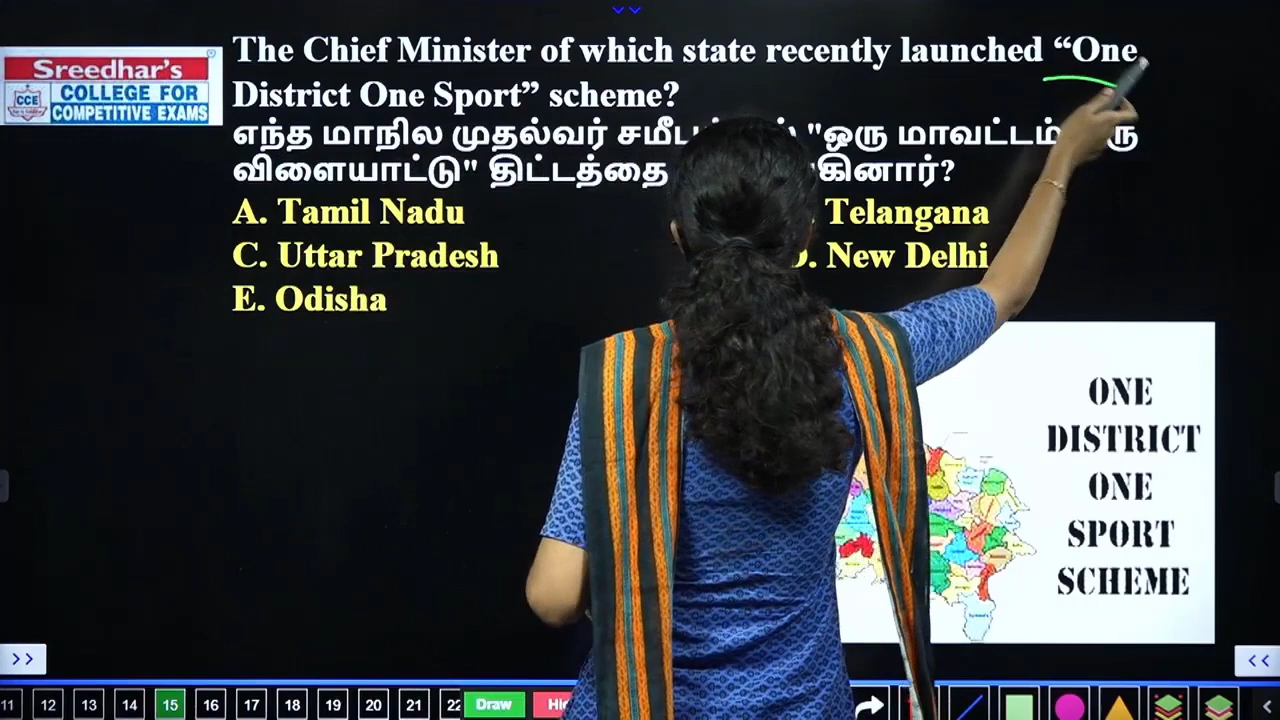 Sreedhar's
COLLEGE FOR
COMPETITIVE EXAMS
CCE
The Chief Minister of which state recently launched “One
District One Sport” scheme?
எந்த மாநில முதல்வர் "ஒரு மாவட்டம்
விளையாட்டு" திட்டத்தை
A. Tamil Nadu
Telangana
C. Uttar Pradesh
D. New Delhi
E. Odisha
ONE
DISTRICT
ONE
SPORT
SCHEME
>>
<<
11 12 13 14 15 16 17 18 19 20 21 22 Draw